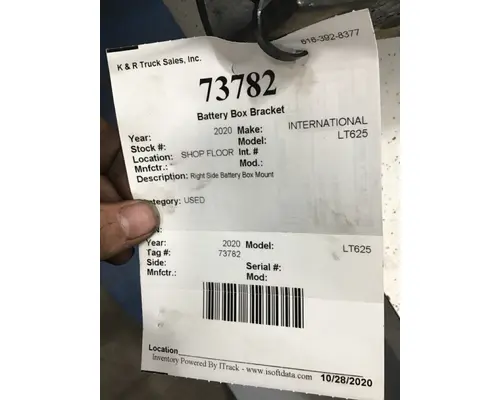 K & R Truck Sales, Inc.
616-392-8377
73782
Battery Box Bracket
Year: 2020 Make: INTERNATIONAL
Stock #: Model: LT625
Location: SHOP FLOOR Int. #
Mnfctr.: Mod.:
Description: Right Side Battery Box Mount
ategory: USED
Year: 2020 Model: LT625
Tag #: 73782
Side: Serial #:
Mnfctr.: Mod:
Location
Inventory Powered By ITrack - www.isoftdata.com 10/28/2020